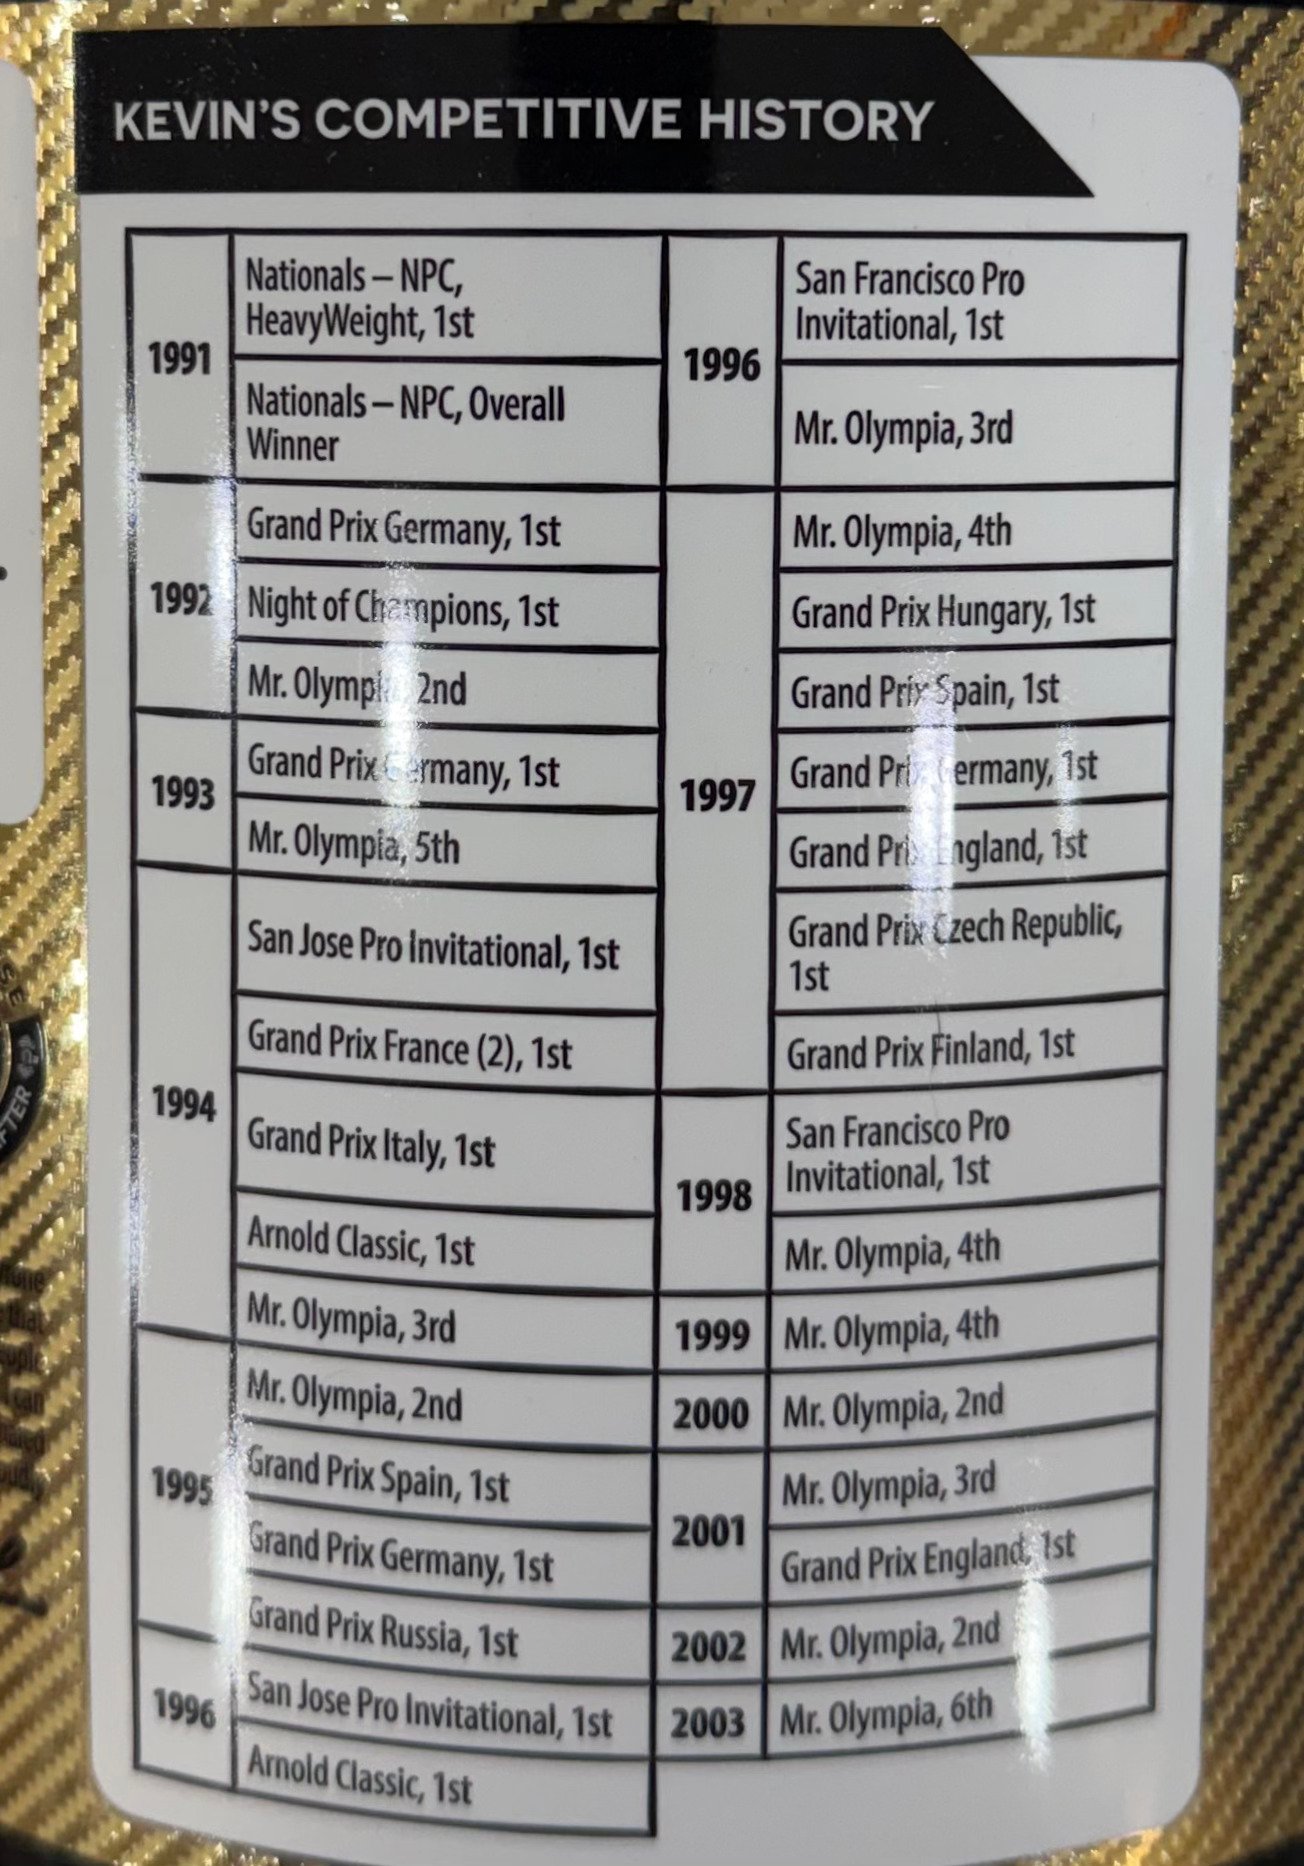 KEVIN'S COMPETITIVE HISTORY
1991
Nationals – NPC,
HeavyWeight, 1st
Nationals – NPC, Overall
Winner
1992
Grand Prix Germany, 1st
Night of Champions, 1st
Mr. Olympia, 2nd
1993
Grand Prix Germany, 1st
Mr. Olympia, 5th
1994
San Jose Pro Invitational, 1st
Grand Prix France (2), 1st
Grand Prix Italy, 1st
Arnold Classic, 1st
Mr. Olympia, 3rd
1995
Mr. Olympia, 2nd
Grand Prix Spain, 1st
Grand Prix Germany, 1st
Grand Prix Russia, 1st
1996
San Jose Pro Invitational, 1st
Arnold Classic, 1st
1996
San Francisco Pro
Invitational, 1st
Mr. Olympia, 3rd
1997
Mr. Olympia, 4th
Grand Prix Hungary, 1st
Grand Prix Spain, 1st
Grand Prix Germany, 1st
Grand Prix England, 1st
Grand Prix Czech Republic,
1st
Grand Prix Finland, 1st
1998
San Francisco Pro
Invitational, 1st
Mr. Olympia, 4th
1999
Mr. Olympia, 4th
2000
Mr. Olympia, 2nd
2001
Mr. Olympia, 3rd
Grand Prix England, 1st
2002
Mr. Olympia, 2nd
2003
Mr. Olympia, 6th